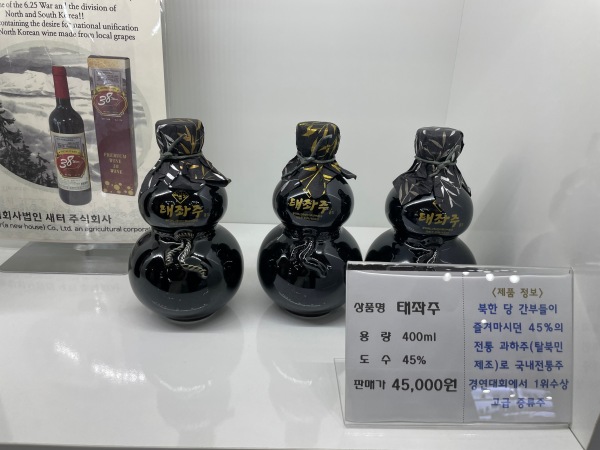 ne of the 6.25 War and the division of
North and South Korea!!
containing the desire for national unification
North Korean wine made from local grapes
38
PREMIUM
WINE
38
WINE
회사법인 새터 주식회사
(a new house) Co., Ltd, an agricultural corporat
태좌주
태좌주
태좌주
상품명 태좌주
용 량 400ml
도 수 45%
판매가 45,000원
<제품 정보>
북한 당 간부들이
즐겨마시던 45%의
전통 과하주(탈북민
제조)로 국내전통주
경연대회에서 1위수상
고급 증류주